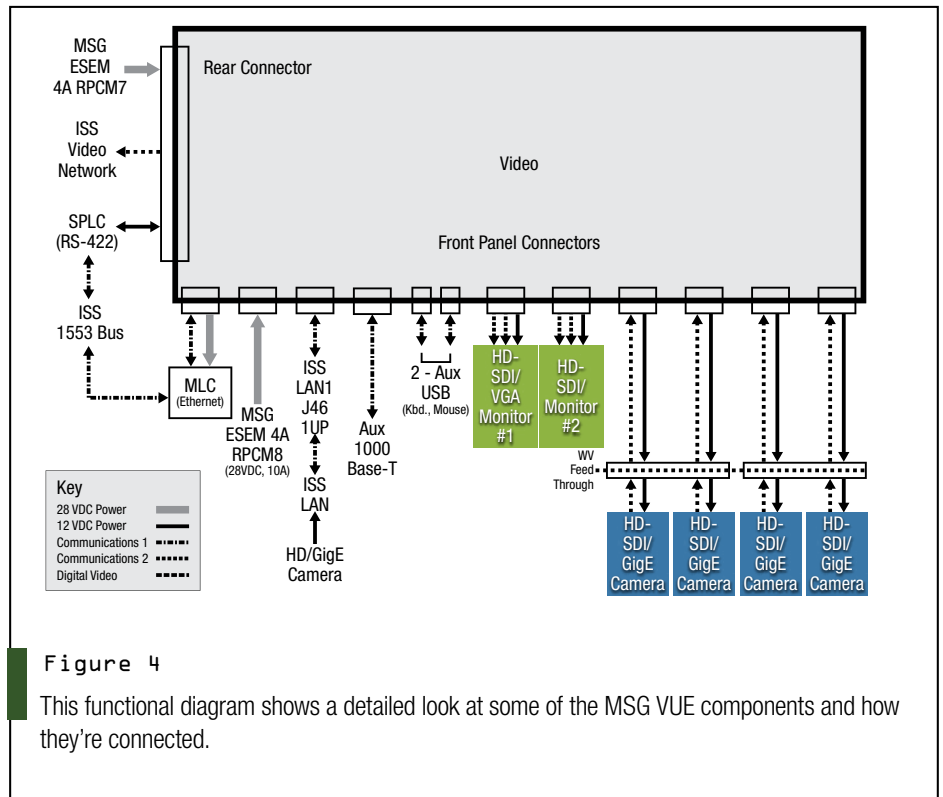 MSG
ESEM
4A RPCM7
Rear Connector
ISS
Video
Network
Video
SPLC
(RS-422)
Front Panel Connectors
ISS
1553 Bus
MLC
(Ethernet)
MSG
ESEM 4A
RPCM8
(28VDC, 10A)
ISS
LAN1
J46
1UP
ISS
LAN
HD/GigE
Camera
Aux
1000
Base-T
2 - Aux
USB
(Kbd., Mouse)
HD-
SDI/
VGA
Monitor
#1
HD-
SDI/
Monitor
#2
WV
Feed
Through
HD-
SDI/
GigE
Camera
HD-
SDI/
GigE
Camera
HD-
SDI/
GigE
Camera
HD-
SDI/
GigE
Camera
Key
28 VDC Power
12 VDC Power
Communications 1
Communications 2
Digital Video
Figure 4
This functional diagram shows a detailed look at some of the MSG VUE components and how
they're connected.